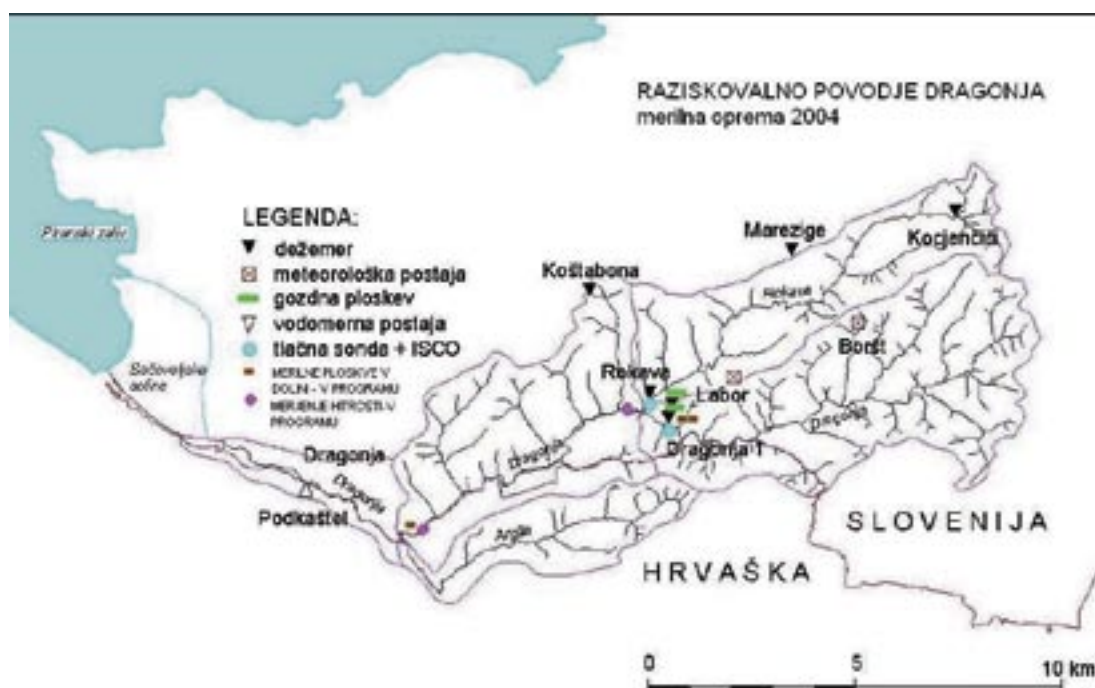 RAZISKOVALNO POVODJE DRAGONJA
merilna oprema 2004
Piranski zaliv
LEGENDA:
dežemer
meteorološka postaja
gozdna ploskev
vodomerna postaja
tlačna sonda + ISCO
MERILNE PLOSKVE V
DOLINI - V PROGRAMU
MERJENJE HITROSTI V
PROGRAMU
Marezige
Kocjančiči
Koštabona
Rokava
Boršt
Rokava
Labor
Dragonja
Dragonja 1
Dragonja
Dragonja
Dragonja
Podkaštel
Argila
SLOVENIJA
HRVAŠKA
0 5 10 km